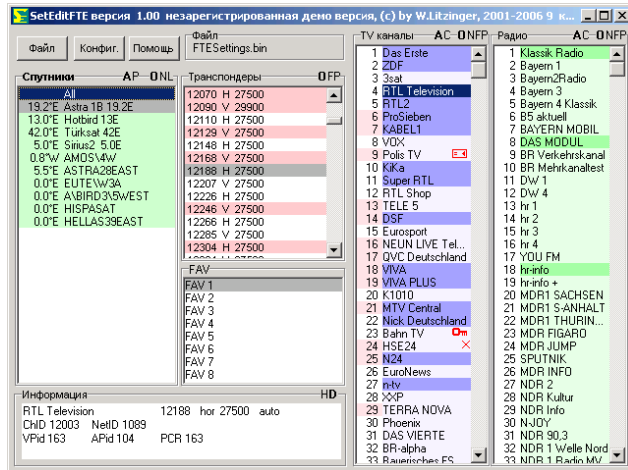 SetEditFTE версия 1.00 незарегистрированная демо версия, (c) by W.Litzinger, 2001-2006 9 к...
Файл
Конфиг.
Помощь
Файл
FTESettings.bin
Спутники A P O N L
All
19.2°E Astra 1B 19.2E
13.0°E Hotbird 13E
42.0°E Türksat 42E
5.0°E Sirius2 5.0E
0.8°W AMOS\4W
5.5°E ASTRA28EAST
0.0°E EUTE\W3A
0.0°E A\BIRD3\5WEST
0.0°E HISPASAT
0.0°E HELLAS39EAST
Транспондеры O F P
12070 H 27500
12090 V 29900
12110 H 27500
12129 V 27500
12148 H 27500
12168 V 27500
12188 H 27500
12207 V 27500
12226 H 27500
12246 V 27500
12266 H 27500
12285 V 27500
12304 H 27500
FAV
FAV 1
FAV 2
FAV 3
FAV 4
FAV 5
FAV 6
FAV 7
FAV 8
Информация HD-
RTL Television 12188 hor 27500 auto
ChID 12003 NetID 1089
VPid 163 APid 104 PCR 163
TV каналы A C O N F P
1 Das Erste
2 ZDF
3 3sat
4 RTL Television
5 RTL2
6 ProSieben
7 KABEL1
8 VOX
9 Polis TV
10 KiKa
11 Super RTL
12 RTL Shop
13 TELE 5
14 DSF
15 Eurosport
16 NEUN LIVE Tel...
17 QVC Deutschland
18 VIVA
19 VIVA PLUS
20 K1010
21 MTV Central
22 Nick Deutschland
23 Bahn TV
24 HSE24
25 N24
26 EuroNews
27 n-tv
28 XXP
29 TERRA NOVA
30 Phoenix
31 DAS VIERTE
32 BR-alpha
33 Bayerisches FS
Радио A C O N F P
1 Klassik Radio
2 Bayern 1
3 Bayern2Radio
4 Bayern 3
5 Bayern 4 Klassik
6 B5 aktuell
7 BAYERN MOBIL
8 DAS MODUL
9 BR Verkehrskanal
10 BR Mehrkanaltest
11 DW 1
12 DW 4
13 hr 1
14 hr 2
15 hr 3
16 hr 4
17 YOU FM
18 hr-info
19 hr-info +
20 MDR1 SACHSEN
21 MDR1 S-ANHALT
22 MDR1 THURIN...
23 MDR FIGARO
24 MDR JUMP
25 SPUTNIK
26 MDR INFO
27 NDR 2
28 NDR Kultur
29 NDR Info
30 N-JOY
31 NDR 90,3
32 NDR 1 Welle Nord
33 NDR 1 Radio MV